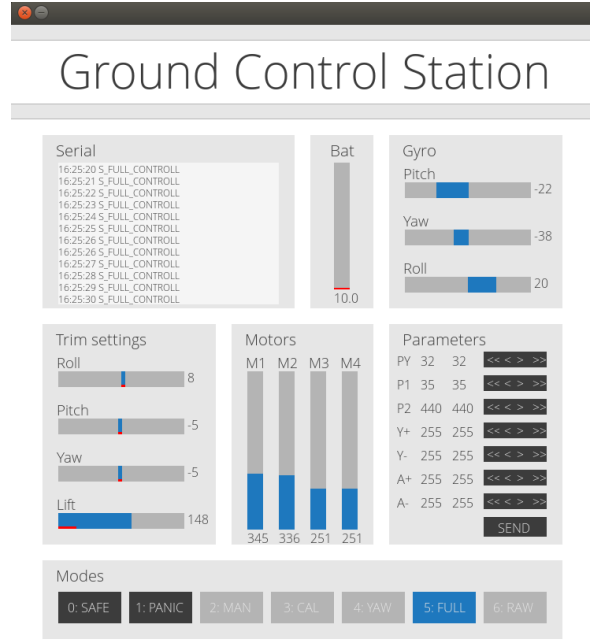 Ground Control Station
Serial
16:25:20 S_FULL_CONTROLL
16:25:21 S_FULL_CONTROLL
16:25:22 S_FULL_CONTROLL
16:25:23 S_FULL_CONTROLL
16:25:24 S_FULL_CONTROLL
16:25:25 S_FULL_CONTROLL
16:25:26 S_FULL_CONTROLL
16:25:26 S_FULL_CONTROLL
16:25:27 S_FULL_CONTROLL
16:25:28 S_FULL_CONTROLL
16:25:29 S_FULL_CONTROLL
16:25:30 S_FULL_CONTROLL
Bat
10.0
Gyro
Pitch
-22
Yaw
-38
Roll
20
Trim settings
Roll
8
Pitch
-5
Yaw
-5
Lift
148
Motors
M1 M2 M3 M4
345 336 251 251
Parameters
PY 32 32 << < > >>
P1 35 35 << < > >>
P2 440 440 << < > >>
Y+ 255 255 << < > >>
Y- 255 255 << < > >>
A+ 255 255 << < > >>
A- 255 255 << < > >>
SEND
Modes
0: SAFE 1: PANIC 2: MAN 3: CAL 4: YAW 5: FULL 6: RAW